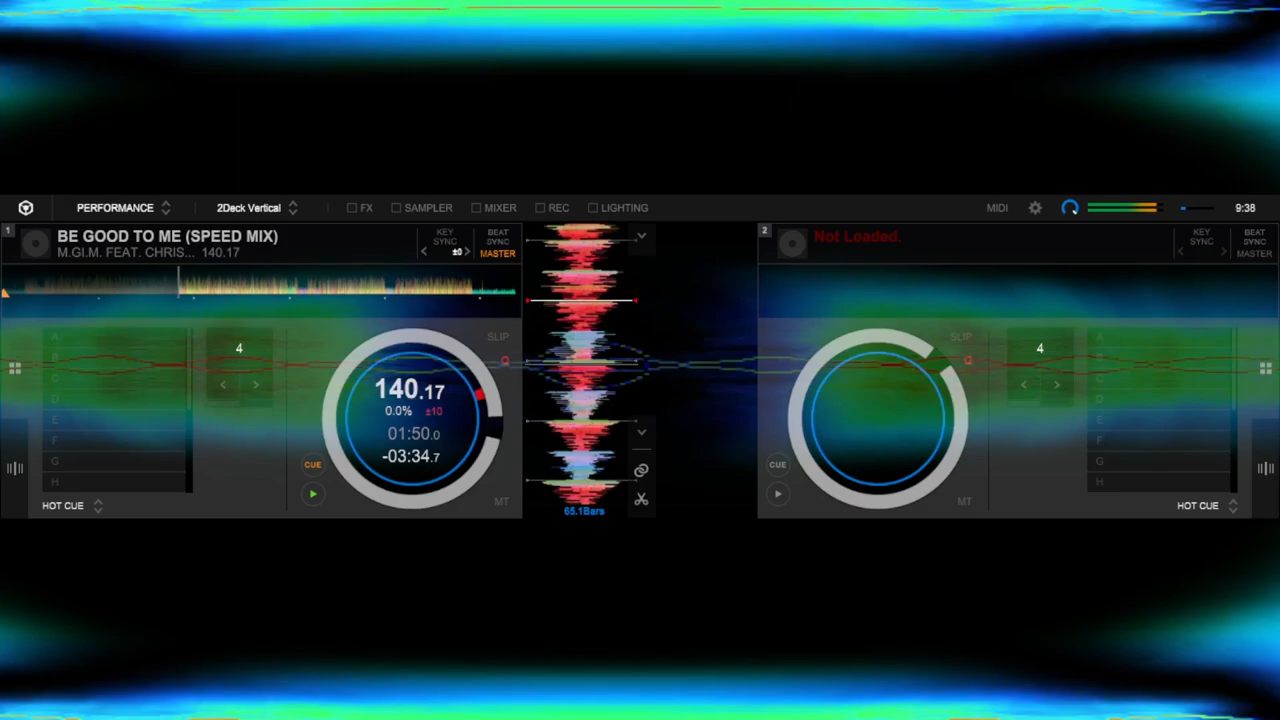 PERFORMANCE 2Deck Vertical FX SAMPLER MIXER REC LIGHTING MIDI 9:38
1 BE GOOD TO ME (SPEED MIX)
M.GI.M. FEAT. CHRIS... 140.17
KEY SYNC
±0
BEAT SYNC
MASTER
A
B
C
D
E
F
G
H
HOT CUE
4
SLIP
Q
140.17
0.0% ±10
01:50.0
-03:34.7
CUE
MT
65.1Bars
2 Not Loaded.
KEY SYNC
BEAT SYNC
MASTER
SLIP
Q
CUE
MT
4
A
B
C
D
E
F
G
H
HOT CUE